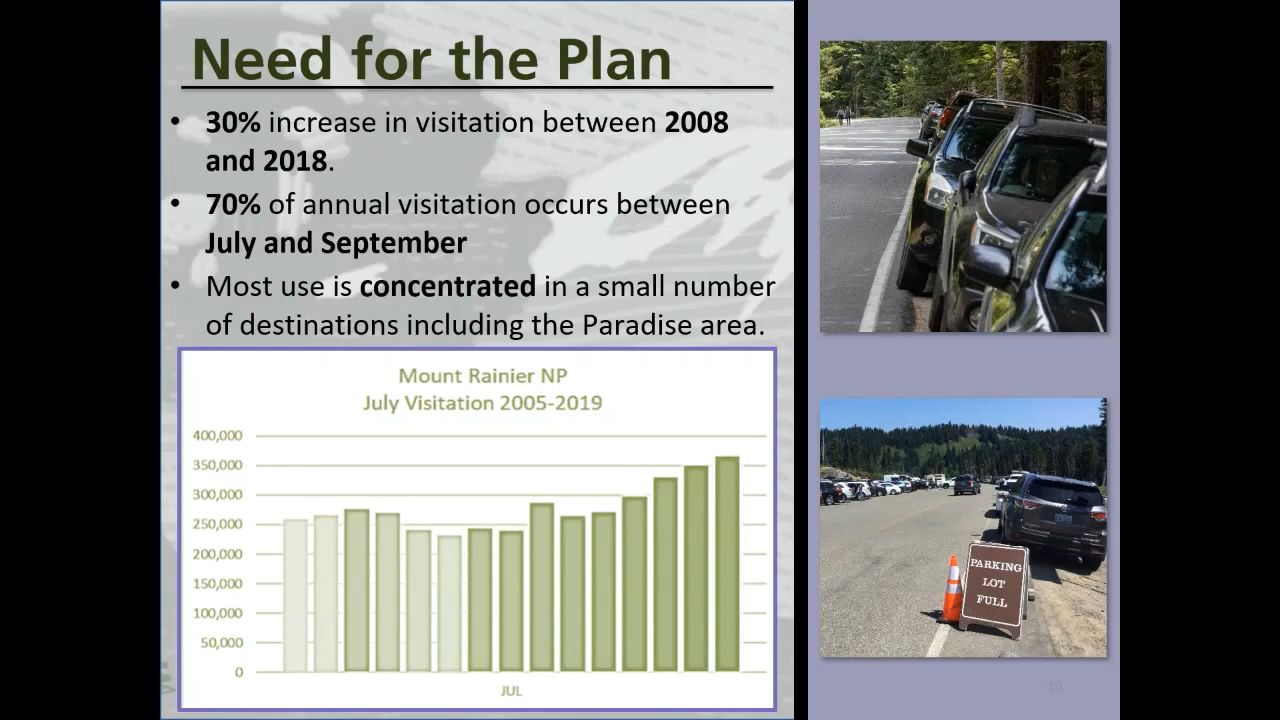 Need for the Plan
• 30% increase in visitation between 2008
and 2018.
• 70% of annual visitation occurs between
July and September
• Most use is concentrated in a small number
of destinations including the Paradise area.
Mount Rainier NP
July Visitation 2005-2019
400,000
350,000
300,000
250,000
200,000
150,000
100,000
50,000
0
JUL
PARKING
LOT
FULL
10